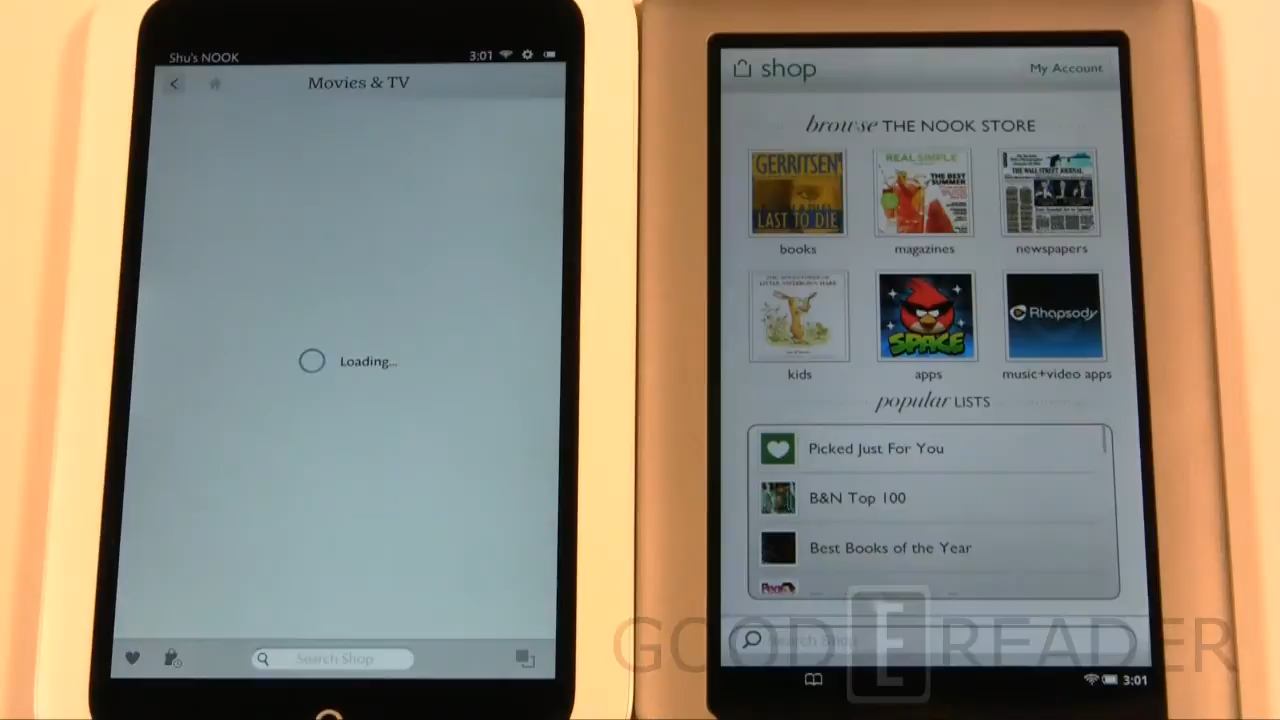 Shu's NOOK
3:01
Movies & TV
Loading...
Search Shop
shop
My Account
browse THE NOOK STORE
GERRITSEN
LAST TO DIE
REAL SIMPLE
THE BEST
SUMMER
THE WALL STREET JOURNAL
books
magazines
newspapers
SPACE
Rhapsody
kids
apps
music+video apps
popular LISTS
Picked Just For You
B&N Top 100
Best Books of the Year
Search Shop
3:01
GOOD E READER